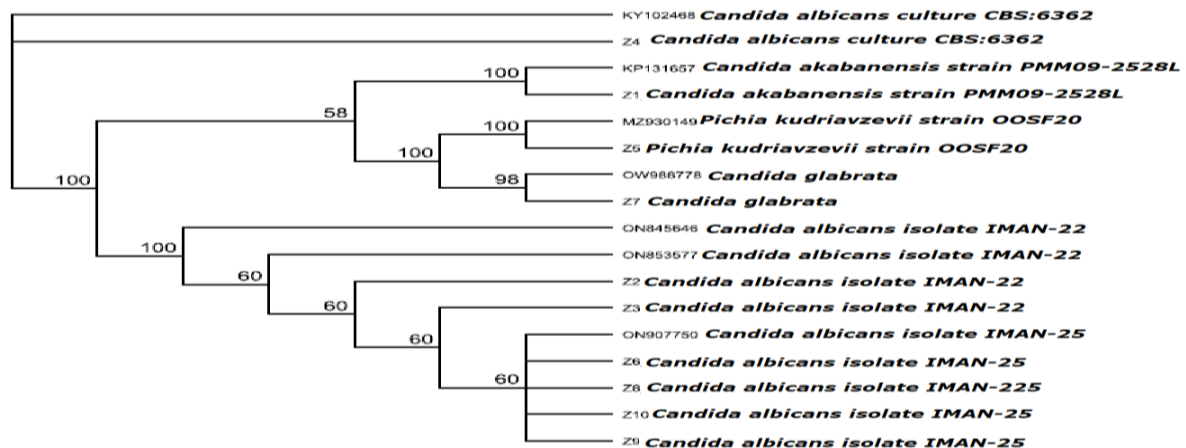 KY102468 Candida albicans culture CBS:6362
Z4 Candida albicans culture CBS:6362
100 KP131657 Candida akabanensis strain PMM09-2528L
Z1 Candida akabanensis strain PMM09-2528L
58
100 MZ930149 Pichia kudriavzevii strain OOSF20
Z5 Pichia kudriavzevii strain OOSF20
100
98 OW988778 Candida glabrata
Z7 Candida glabrata
100
ON845646 Candida albicans isolate IMAN-22
100
ON853577 Candida albicans isolate IMAN-22
60
Z2 Candida albicans isolate IMAN-22
60
Z3 Candida albicans isolate IMAN-22
60
ON907750 Candida albicans isolate IMAN-25
Z6 Candida albicans isolate IMAN-25
60
Z8 Candida albicans isolate IMAN-225
Z10 Candida albicans isolate IMAN-25
Z9 Candida albicans isolate IMAN-25